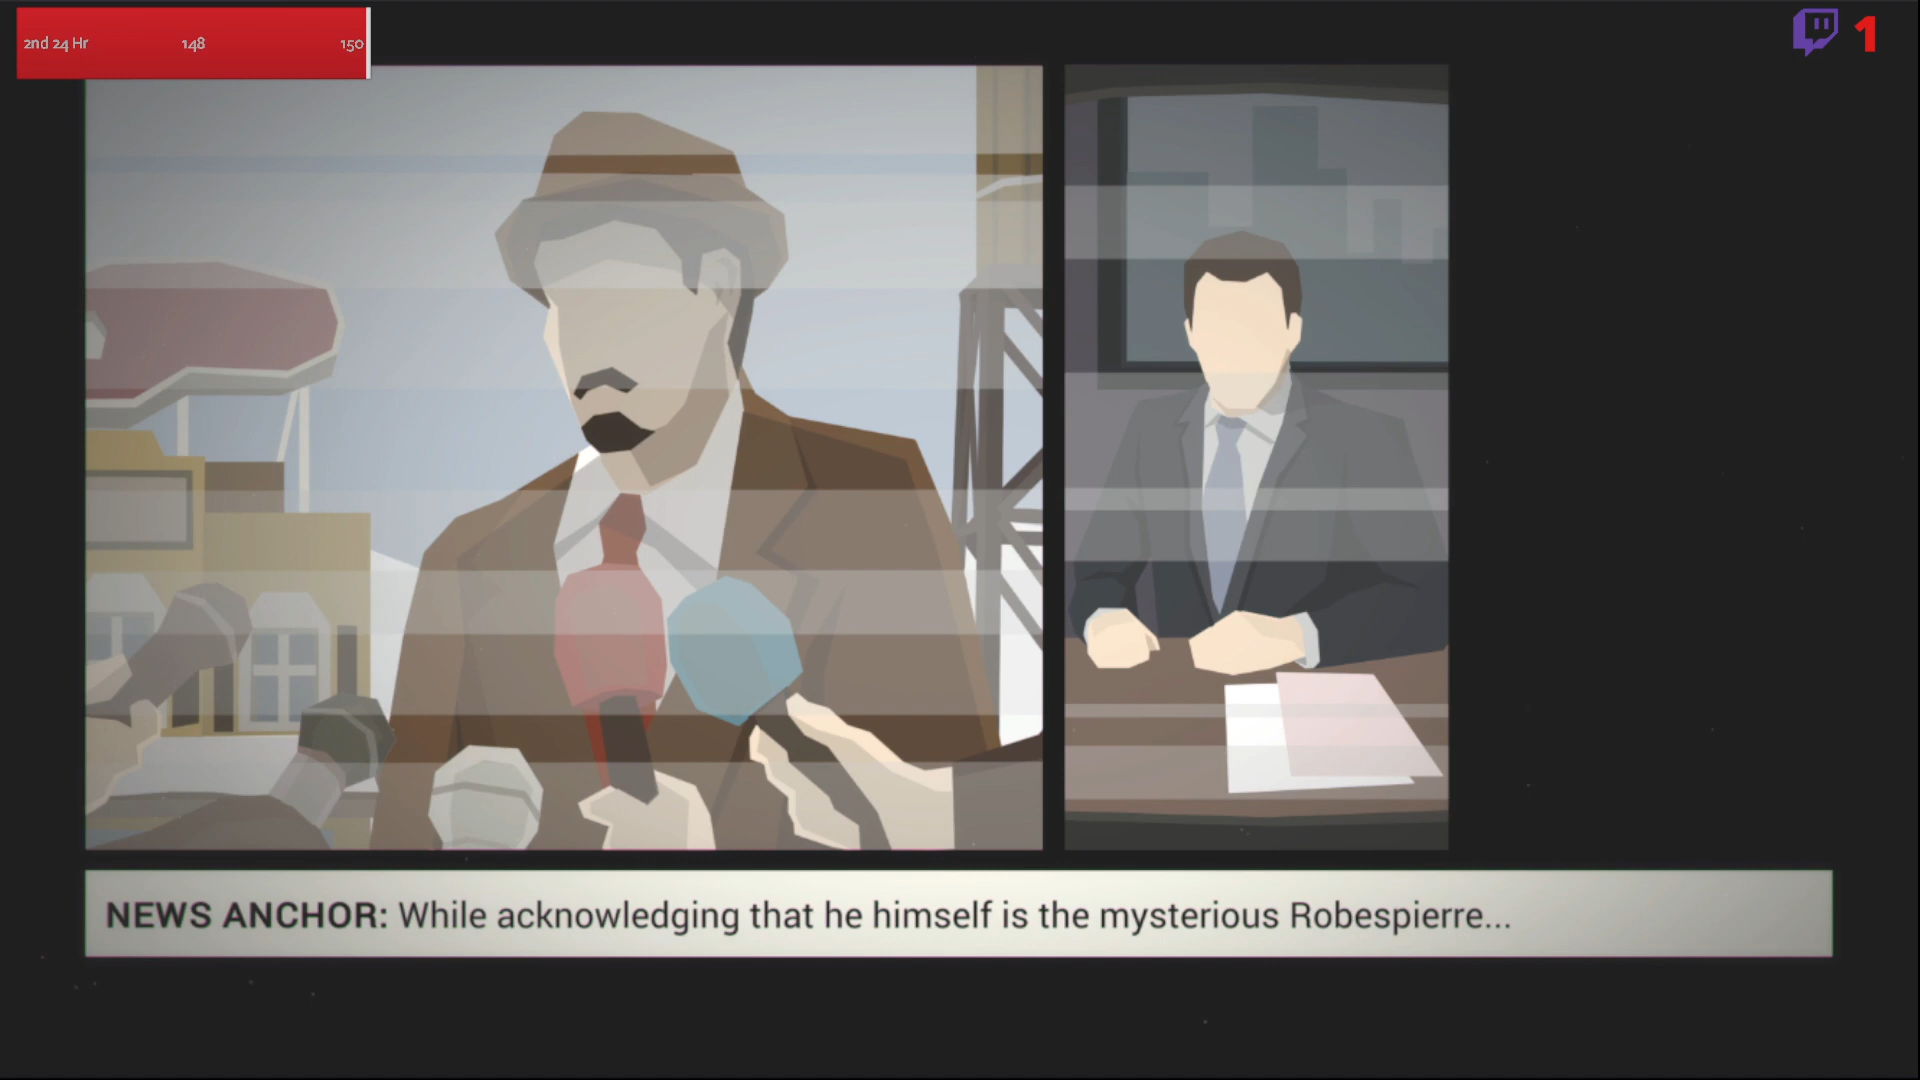 2nd 24 Hr 148 150
1
NEWS ANCHOR: While acknowledging that he himself is the mysterious Robespierre...